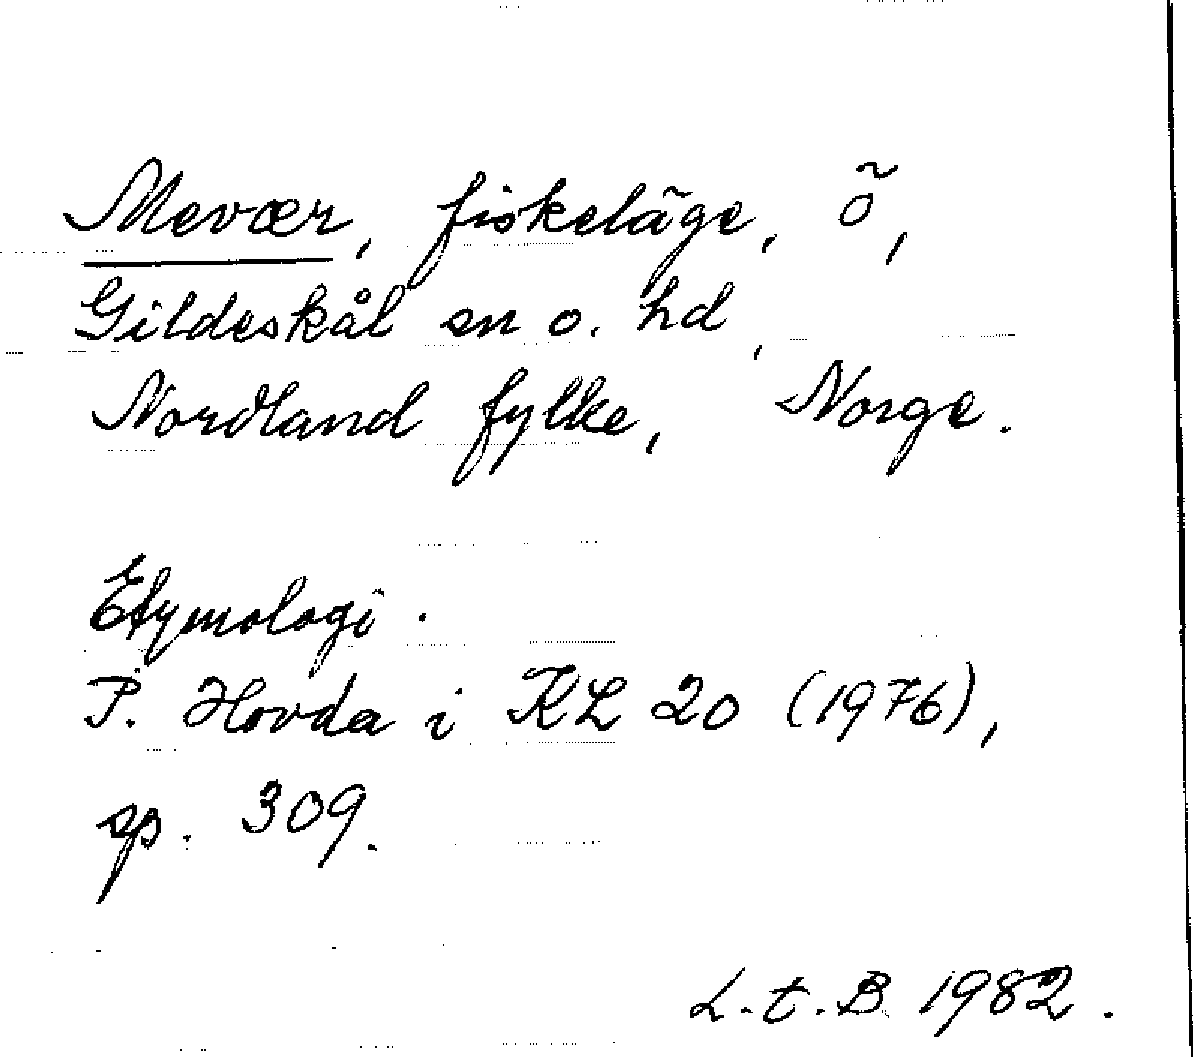 Mevær, fiskeläge, ö,
Gildeskål sn o. hd,
Nordland fylke, Norge.
Etymologi.
P. Hovda i KL 20 (1976),
sp. 309.
L.t.B. 1982.